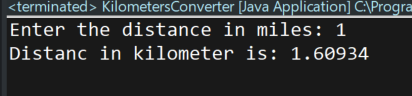 <terminated> KilometersConverter [Java Application] C:\Progra
Enter the distance in miles: 1
Distanc in kilometer is: 1.60934